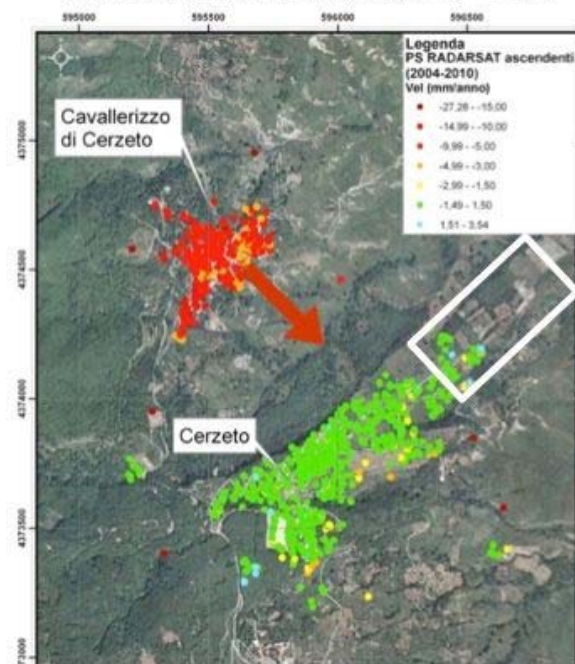 595000
595500
596000
596500
Legenda
PS RADARSAT ascendenti
(2004-2010)
Vel (mm/anno)
-27,28 - -15,00
-14,99 - -10,00
-9,99 - -5,00
-4,99 - -3,00
-2,99 - -1,50
-1,49 - 1,50
1,51 - 3,54
Cavallerizzo
di Cerzeto
Cerzeto
4375000
4374500
4374000
4373500
4373000